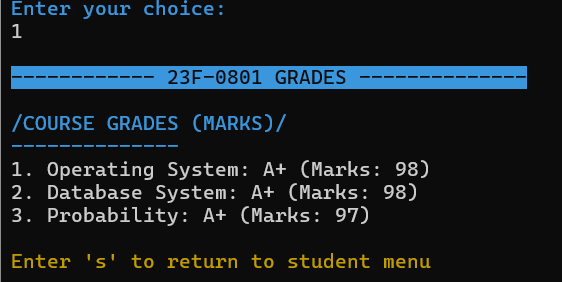 Enter your choice:
1
------------ 23F-0801 GRADES --------------
/COURSE GRADES (MARKS)/
--------------
1. Operating System: A+ (Marks: 98)
2. Database System: A+ (Marks: 98)
3. Probability: A+ (Marks: 97)
Enter 's' to return to student menu